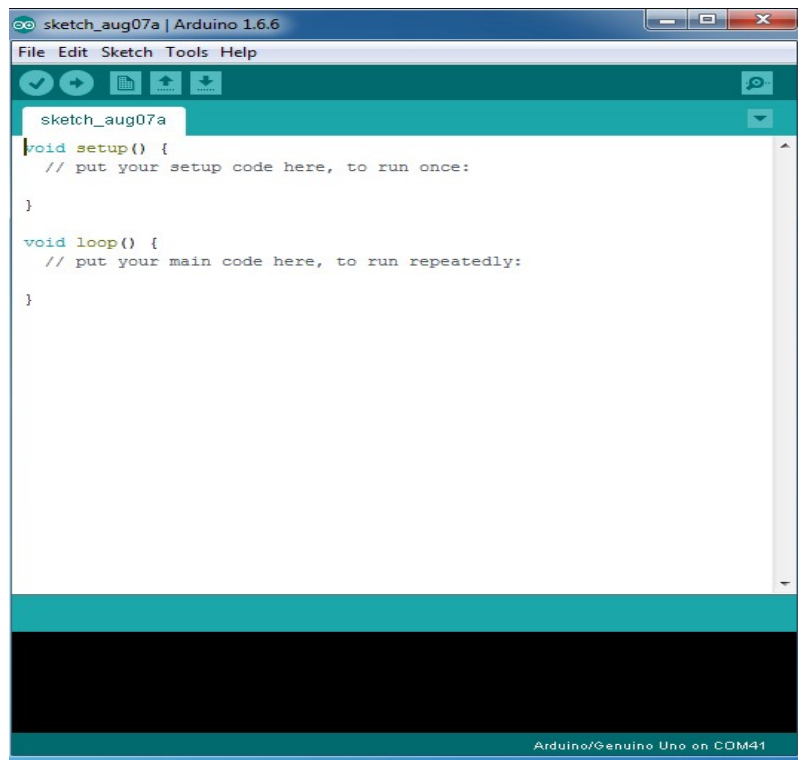 sketch_aug07a | Arduino 1.6.6
File Edit Sketch Tools Help
sketch_aug07a
void setup() {
  // put your setup code here, to run once:
}
void loop() {
  // put your main code here, to run repeatedly:
}
Arduino/Genuino Uno on COM41